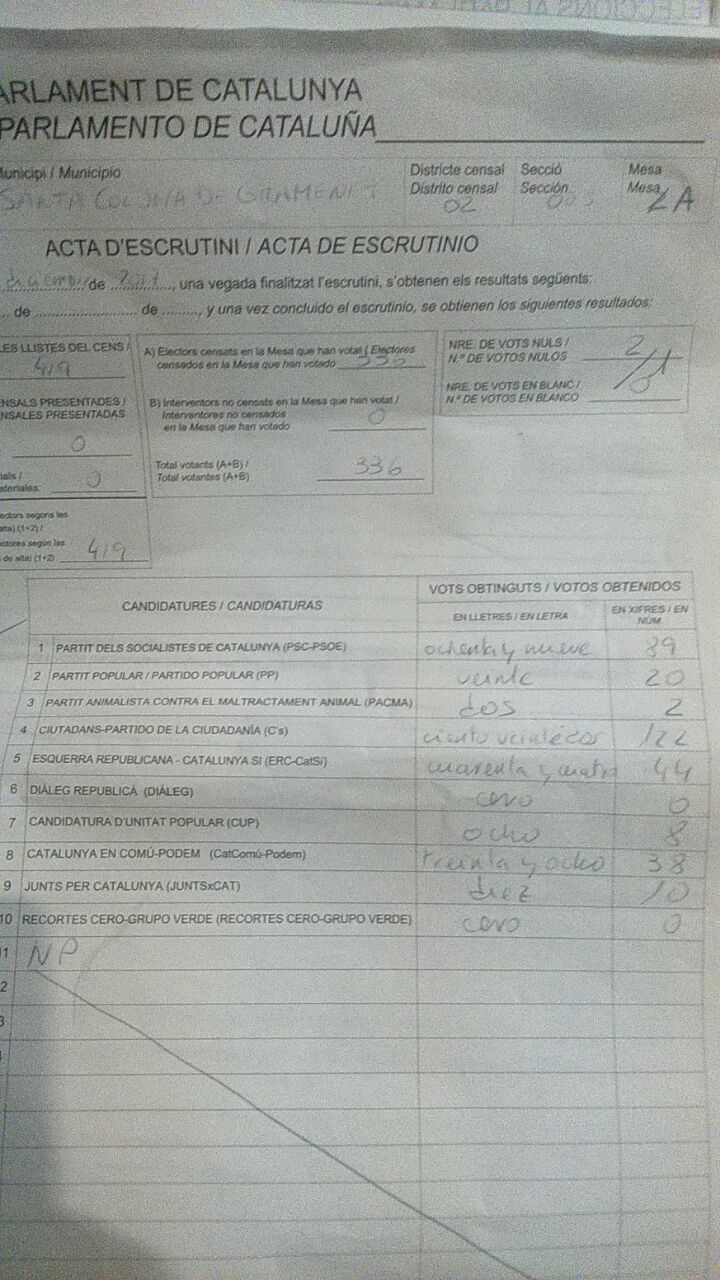 ARLAMENT DE CATALUNYA
PARLAMENTO DE CATALUÑA
Municipi / Municipio
Districte censal
Secció
Mesa
Distrito censal
Sección
Mesa
SANTA COLOMA DE GRAMENET
02
A
ACTA D'ESCRUTINI / ACTA DE ESCRUTINIO
de 2017, una vegada finalitzat l'escrutini, s'obtenen els resultats següents:
de ........ de ........, y una vez concluido el escrutinio, se obtienen los siguientes resultados:
LES LLISTES DEL CENS /
419
ENSALS PRESENTADES /
NSALES PRESENTADAS
0
nals /
ateriales: 0
ectors segons les
alta) (1+2) /
ectores según las
de alta) (1+2) 419
A) Electors censats en la Mesa que han votat / Electores
censados en la Mesa que han votado 336
B) Interventors no censats en la Mesa que han votat /
Interventores no censados
en la Mesa que han votado 0
Total votants (A+B) /
Total votantes (A+B) 336
NRE. DE VOTS NULS /
N.º DE VOTOS NULOS 2
NRE. DE VOTS EN BLANC /
N.º DE VOTOS EN BLANCO
CANDIDATURES / CANDIDATURAS
VOTS OBTINGUTS / VOTOS OBTENIDOS
EN LLETRES / EN LETRA
EN XIFRES / EN NÚM.
1 PARTIT DELS SOCIALISTES DE CATALUNYA (PSC-PSOE) ochenta y nueve 89
2 PARTIT POPULAR / PARTIDO POPULAR (PP) veinte 20
3 PARTIT ANIMALISTA CONTRA EL MALTRACTAMENT ANIMAL (PACMA) dos 2
4 CIUTADANS-PARTIDO DE LA CIUDADANÍA (C's) ciento veintedos 122
5 ESQUERRA REPUBLICANA - CATALUNYA SI (ERC-CatSí) cuarenta y cuatro 44
6 DIÀLEG REPUBLICÀ (DIÀLEG) cero 0
7 CANDIDATURA D'UNITAT POPULAR (CUP) ocho 8
8 CATALUNYA EN COMÚ-PODEM (CatComú-Podem) treinta y ocho 38
9 JUNTS PER CATALUNYA (JUNTSxCAT) diez 10
10 RECORTES CERO-GRUPO VERDE (RECORTES CERO-GRUPO VERDE) cero 0
1 NP
2
3